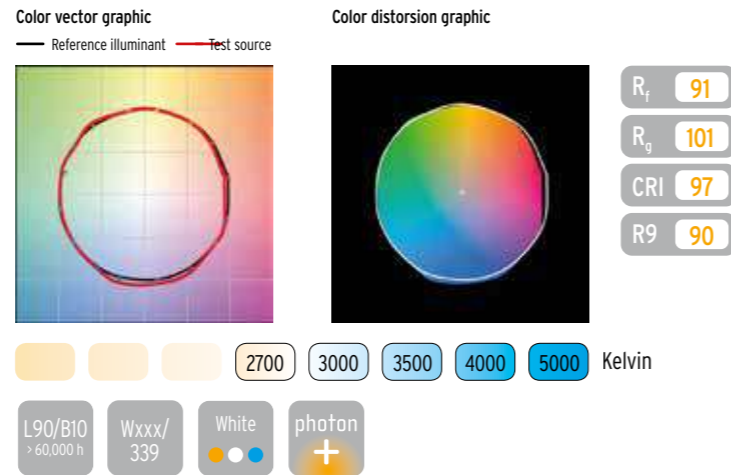 Color vector graphic
Reference illuminant Test source
Color distorsion graphic
Rf 91
Rg 101
CRI 97
R9 90
2700 3000 3500 4000 5000 Kelvin
L90/B10
> 60,000 h
Wxxx/
339
White
photon
+